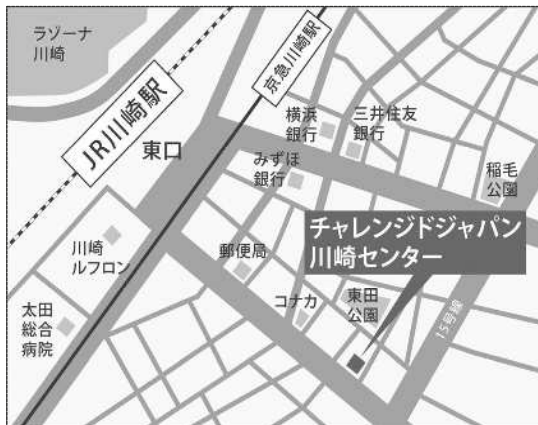 ラゾーナ
川崎
JR川崎駅
京急川崎駅
東口
横浜
銀行
三井住友
銀行
みずほ
銀行
稲毛
公園
川崎
ルフロン
郵便局
チャレンジドジャパン
川崎センター
コナカ
東田
公園
太田
総合
病院
15号線